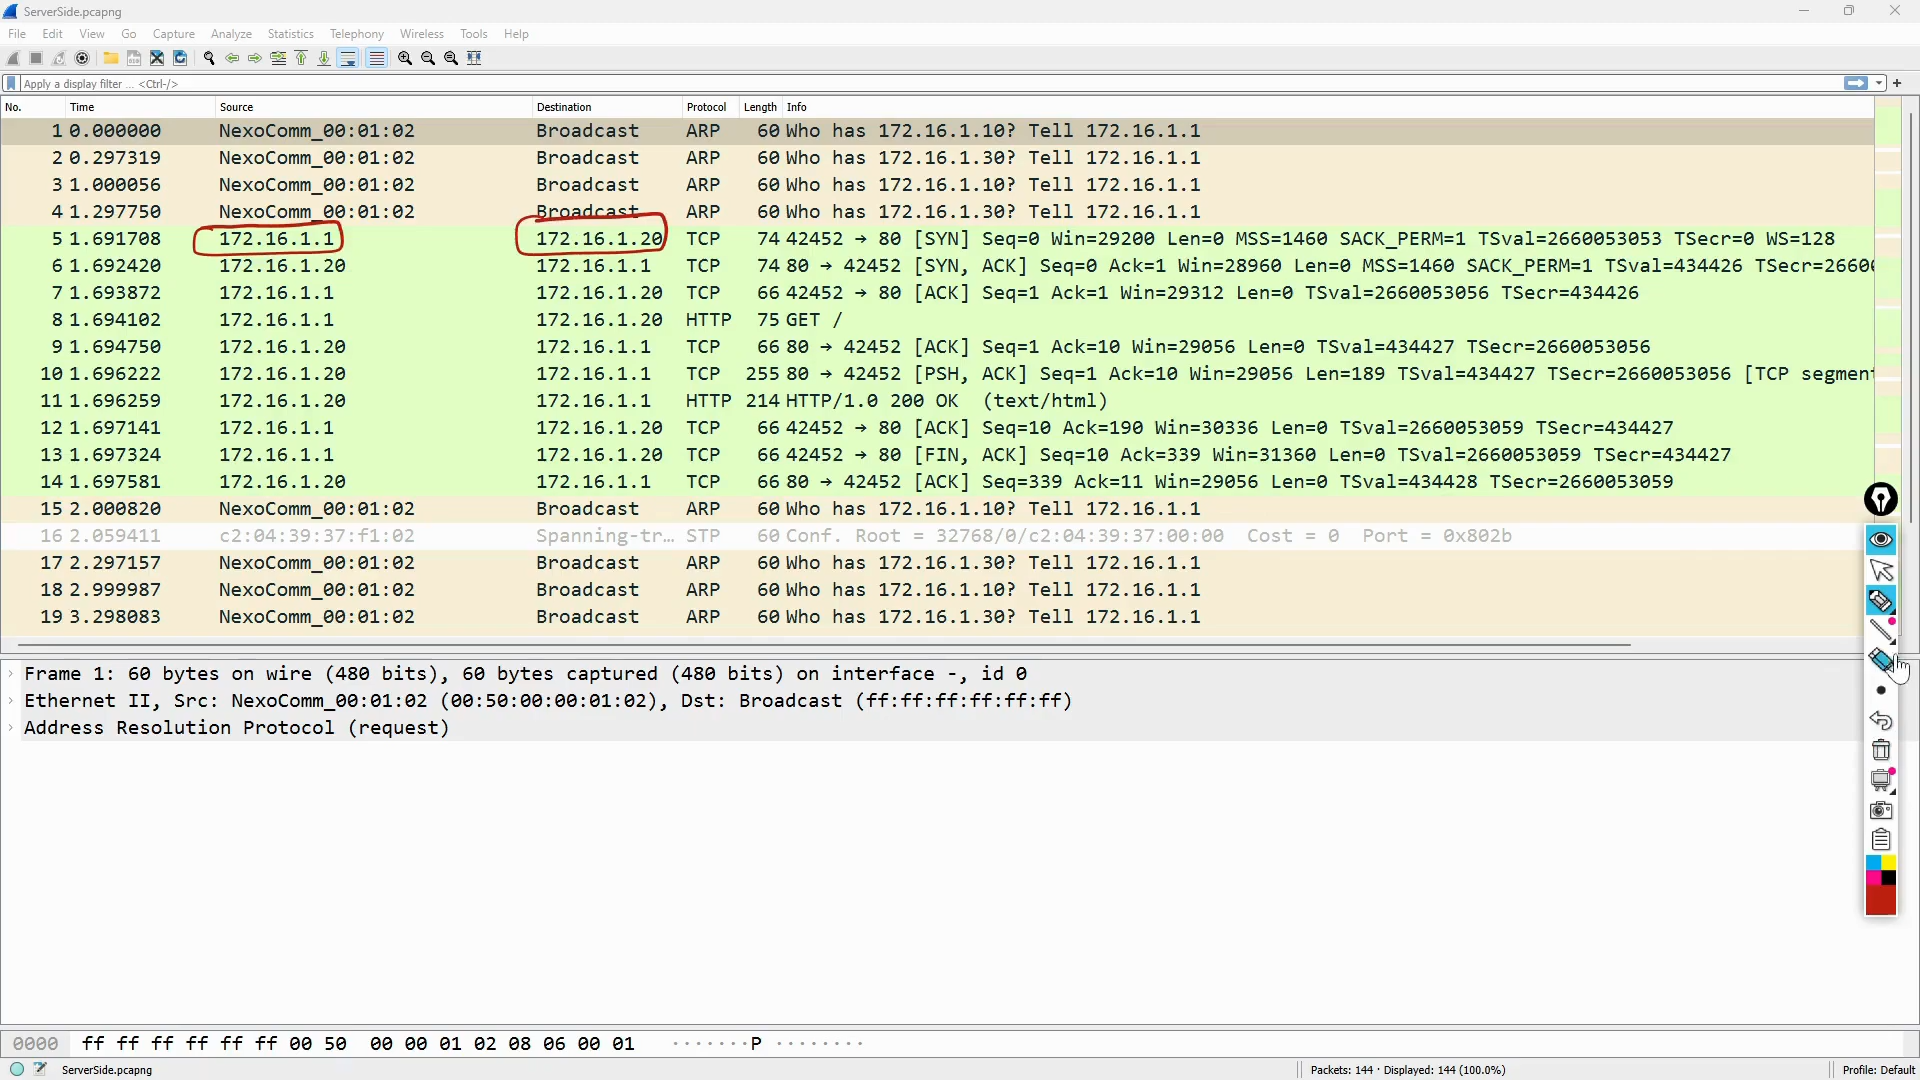 ServerSide.pcapng
File Edit View Go Capture Analyze Statistics Telephony Wireless Tools Help
Apply a display filter ... <Ctrl-/>
No. Time Source Destination Protocol Length Info
1 0.000000 NexoComm_00:01:02 Broadcast ARP 60 Who has 172.16.1.10? Tell 172.16.1.1
2 0.297319 NexoComm_00:01:02 Broadcast ARP 60 Who has 172.16.1.30? Tell 172.16.1.1
3 1.000056 NexoComm_00:01:02 Broadcast ARP 60 Who has 172.16.1.10? Tell 172.16.1.1
4 1.297750 NexoComm_00:01:02 Broadcast ARP 60 Who has 172.16.1.30? Tell 172.16.1.1
5 1.691708 172.16.1.1 172.16.1.20 TCP 74 42452 → 80 [SYN] Seq=0 Win=29200 Len=0 MSS=1460 SACK_PERM=1 TSval=2660053053 TSecr=0 WS=128
6 1.692420 172.16.1.20 172.16.1.1 TCP 74 80 → 42452 [SYN, ACK] Seq=0 Ack=1 Win=28960 Len=0 MSS=1460 SACK_PERM=1 TSval=434426 TSecr=2660
7 1.693872 172.16.1.1 172.16.1.20 TCP 66 42452 → 80 [ACK] Seq=1 Ack=1 Win=29312 Len=0 TSval=2660053056 TSecr=434426
8 1.694102 172.16.1.1 172.16.1.20 HTTP 75 GET /
9 1.694750 172.16.1.20 172.16.1.1 TCP 66 80 → 42452 [ACK] Seq=1 Ack=10 Win=29056 Len=0 TSval=434427 TSecr=2660053056
10 1.696222 172.16.1.20 172.16.1.1 TCP 255 80 → 42452 [PSH, ACK] Seq=1 Ack=10 Win=29056 Len=189 TSval=434427 TSecr=2660053056 [TCP segment
11 1.696259 172.16.1.20 172.16.1.1 HTTP 214 HTTP/1.0 200 OK (text/html)
12 1.697141 172.16.1.1 172.16.1.20 TCP 66 42452 → 80 [ACK] Seq=10 Ack=190 Win=30336 Len=0 TSval=2660053059 TSecr=434427
13 1.697324 172.16.1.1 172.16.1.20 TCP 66 42452 → 80 [FIN, ACK] Seq=10 Ack=339 Win=31360 Len=0 TSval=2660053059 TSecr=434427
14 1.697581 172.16.1.20 172.16.1.1 TCP 66 80 → 42452 [ACK] Seq=339 Ack=11 Win=29056 Len=0 TSval=434428 TSecr=2660053059
15 2.000820 NexoComm_00:01:02 Broadcast ARP 60 Who has 172.16.1.10? Tell 172.16.1.1
16 2.059411 c2:04:39:37:f1:02 Spanning-tr… STP 60 Conf. Root = 32768/0/c2:04:39:37:00:00 Cost = 0 Port = 0x802b
17 2.297157 NexoComm_00:01:02 Broadcast ARP 60 Who has 172.16.1.30? Tell 172.16.1.1
18 2.999987 NexoComm_00:01:02 Broadcast ARP 60 Who has 172.16.1.10? Tell 172.16.1.1
19 3.298083 NexoComm_00:01:02 Broadcast ARP 60 Who has 172.16.1.30? Tell 172.16.1.1
Frame 1: 60 bytes on wire (480 bits), 60 bytes captured (480 bits) on interface -, id 0
Ethernet II, Src: NexoComm_00:01:02 (00:50:00:00:01:02), Dst: Broadcast (ff:ff:ff:ff:ff:ff)
Address Resolution Protocol (request)
0000 ff ff ff ff ff ff 00 50 00 00 01 02 08 06 00 01 ·······P ········
ServerSide.pcapng Packets: 144 · Displayed: 144 (100.0%) Profile: Default